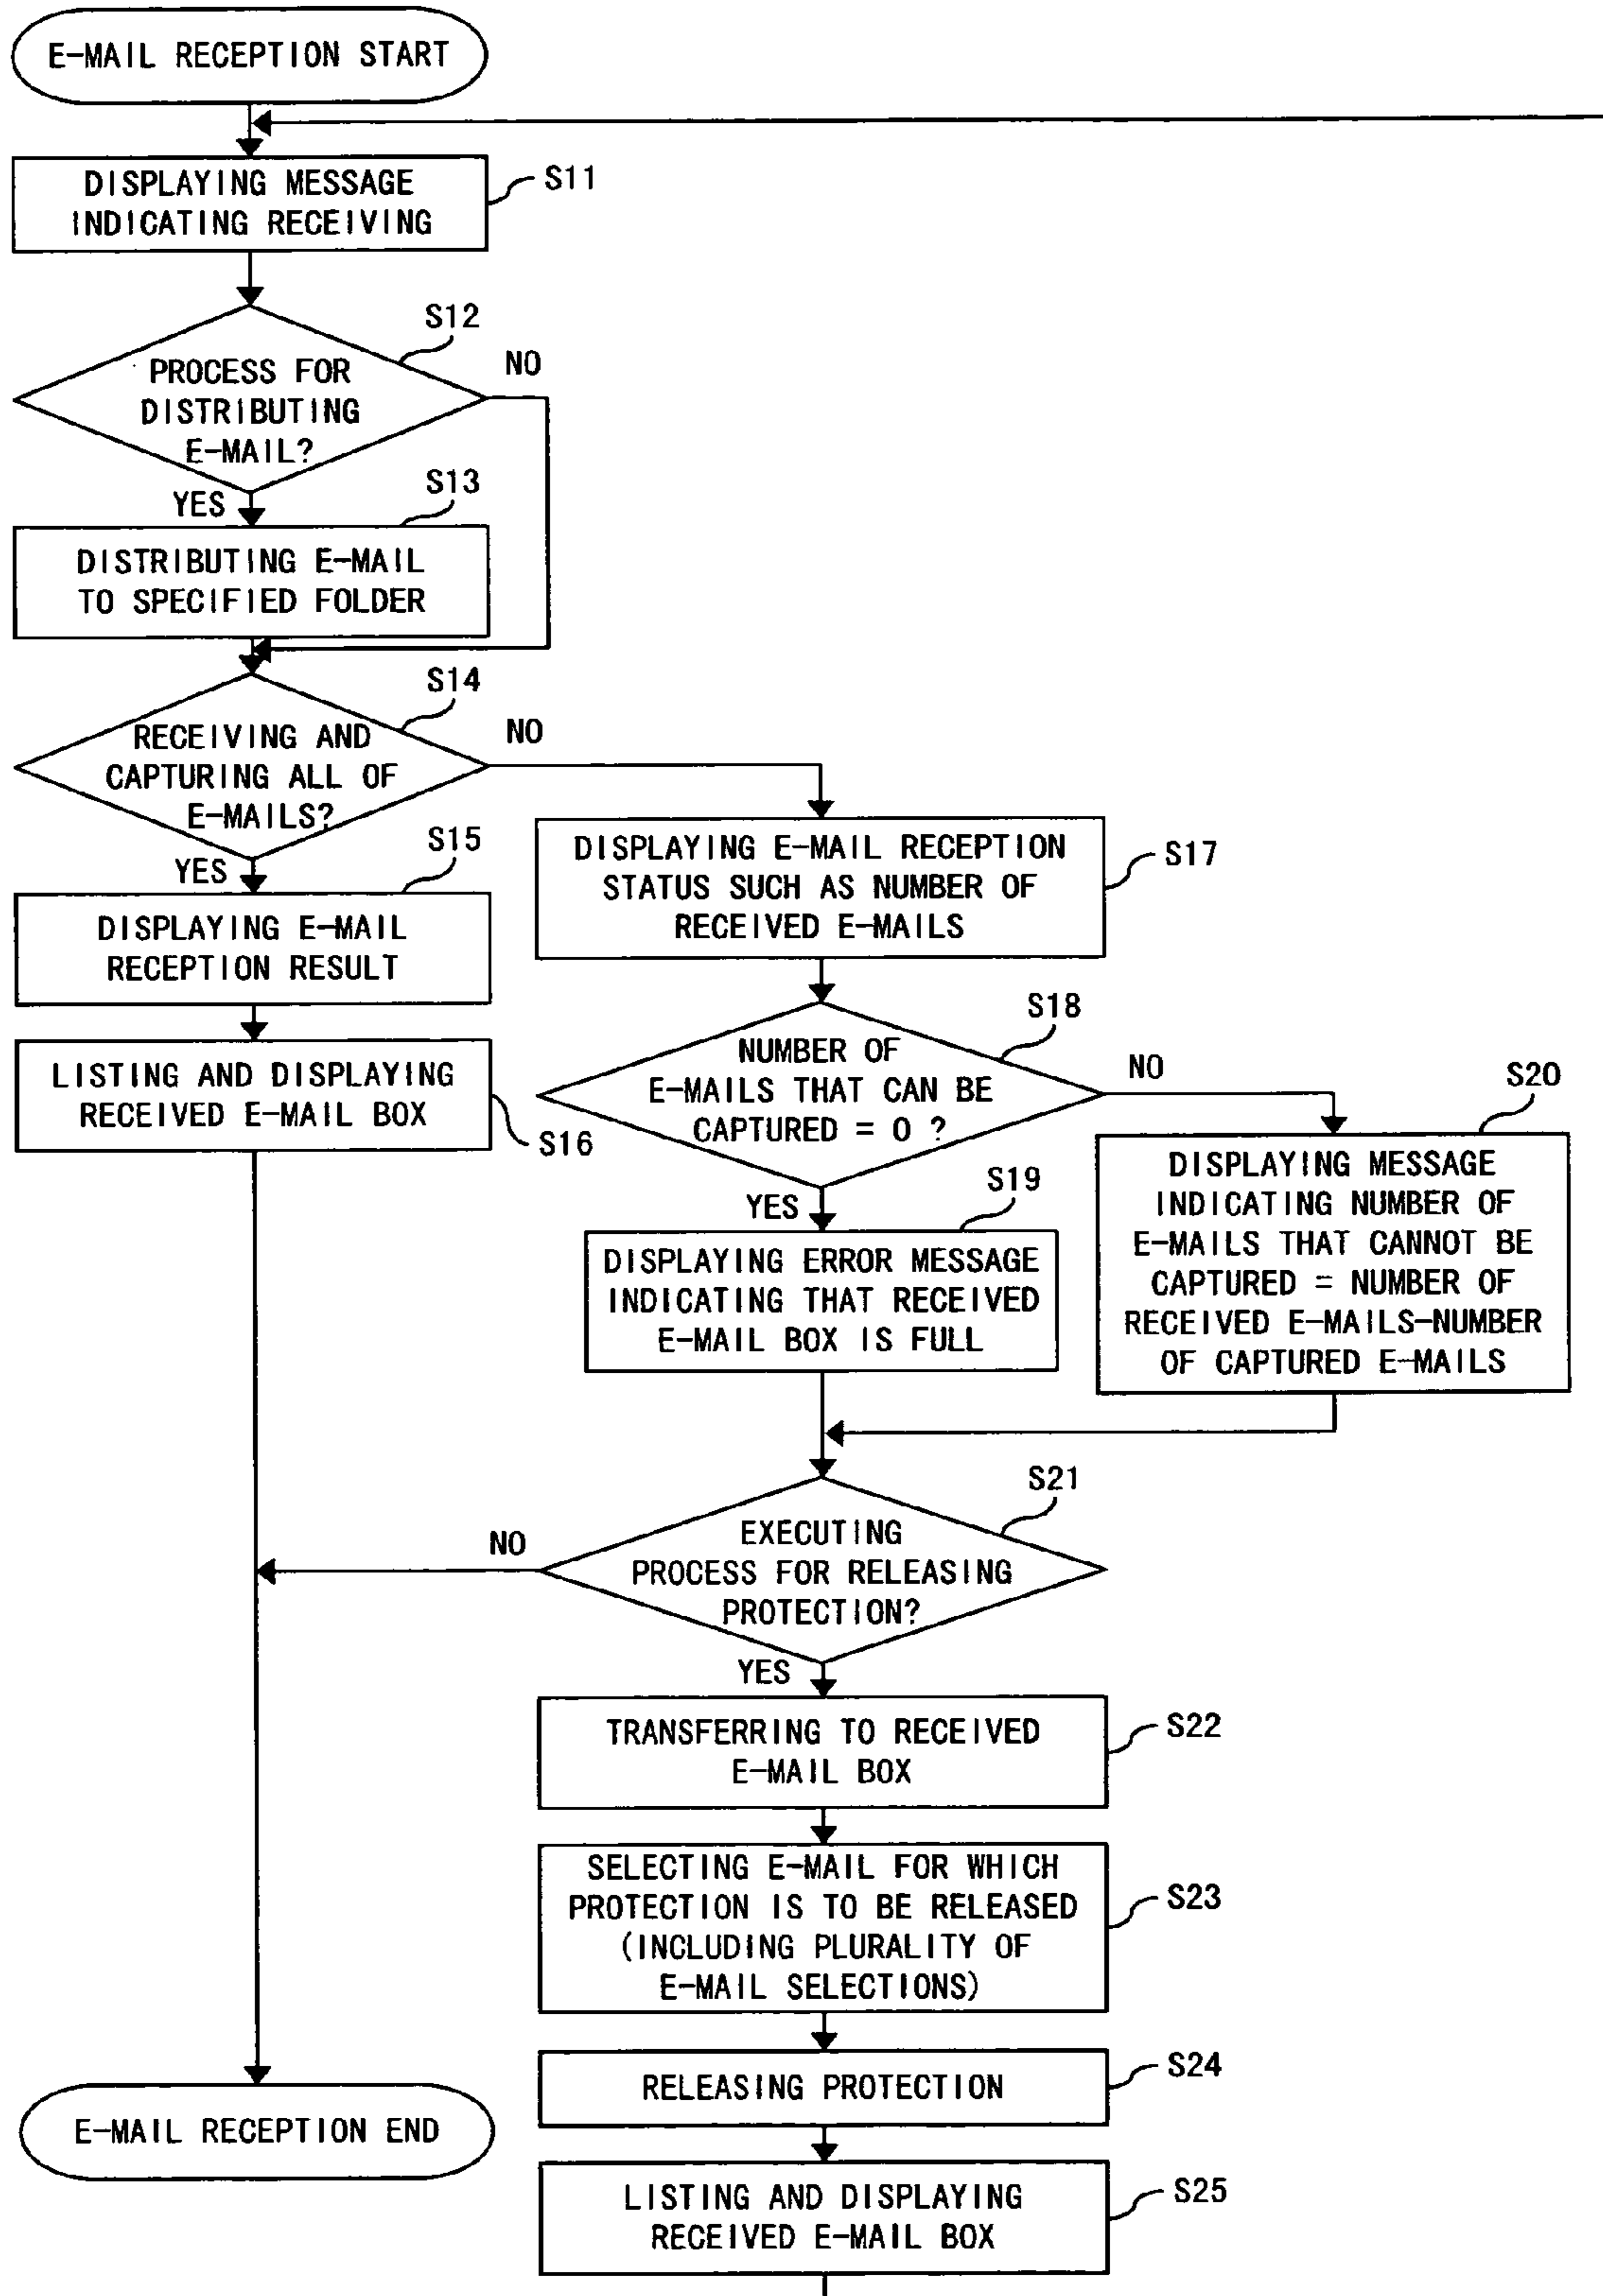 E-MAIL RECEPTION START
DISPLAYING MESSAGE
INDICATING RECEIVING
S11
S12
PROCESS FOR
DISTRIBUTING
E-MAIL?
NO
YES
S13
DISTRIBUTING E-MAIL
TO SPECIFIED FOLDER
S14
RECEIVING AND
CAPTURING ALL OF
E-MAILS?
NO
YES
S15
DISPLAYING E-MAIL
RECEPTION RESULT
LISTING AND DISPLAYING
RECEIVED E-MAIL BOX
S16
DISPLAYING E-MAIL RECEPTION
STATUS SUCH AS NUMBER OF
RECEIVED E-MAILS
S17
S18
NUMBER OF
E-MAILS THAT CAN BE
CAPTURED = 0 ?
NO
YES
S19
DISPLAYING ERROR MESSAGE
INDICATING THAT RECEIVED
E-MAIL BOX IS FULL
S20
DISPLAYING MESSAGE
INDICATING NUMBER OF
E-MAILS THAT CANNOT BE
CAPTURED = NUMBER OF
RECEIVED E-MAILS-NUMBER
OF CAPTURED E-MAILS
S21
EXECUTING
PROCESS FOR RELEASING
PROTECTION?
NO
YES
TRANSFERRING TO RECEIVED
E-MAIL BOX
S22
SELECTING E-MAIL FOR WHICH
PROTECTION IS TO BE RELEASED
(INCLUDING PLURALITY OF
E-MAIL SELECTIONS)
S23
RELEASING PROTECTION
S24
E-MAIL RECEPTION END
LISTING AND DISPLAYING
RECEIVED E-MAIL BOX
S25